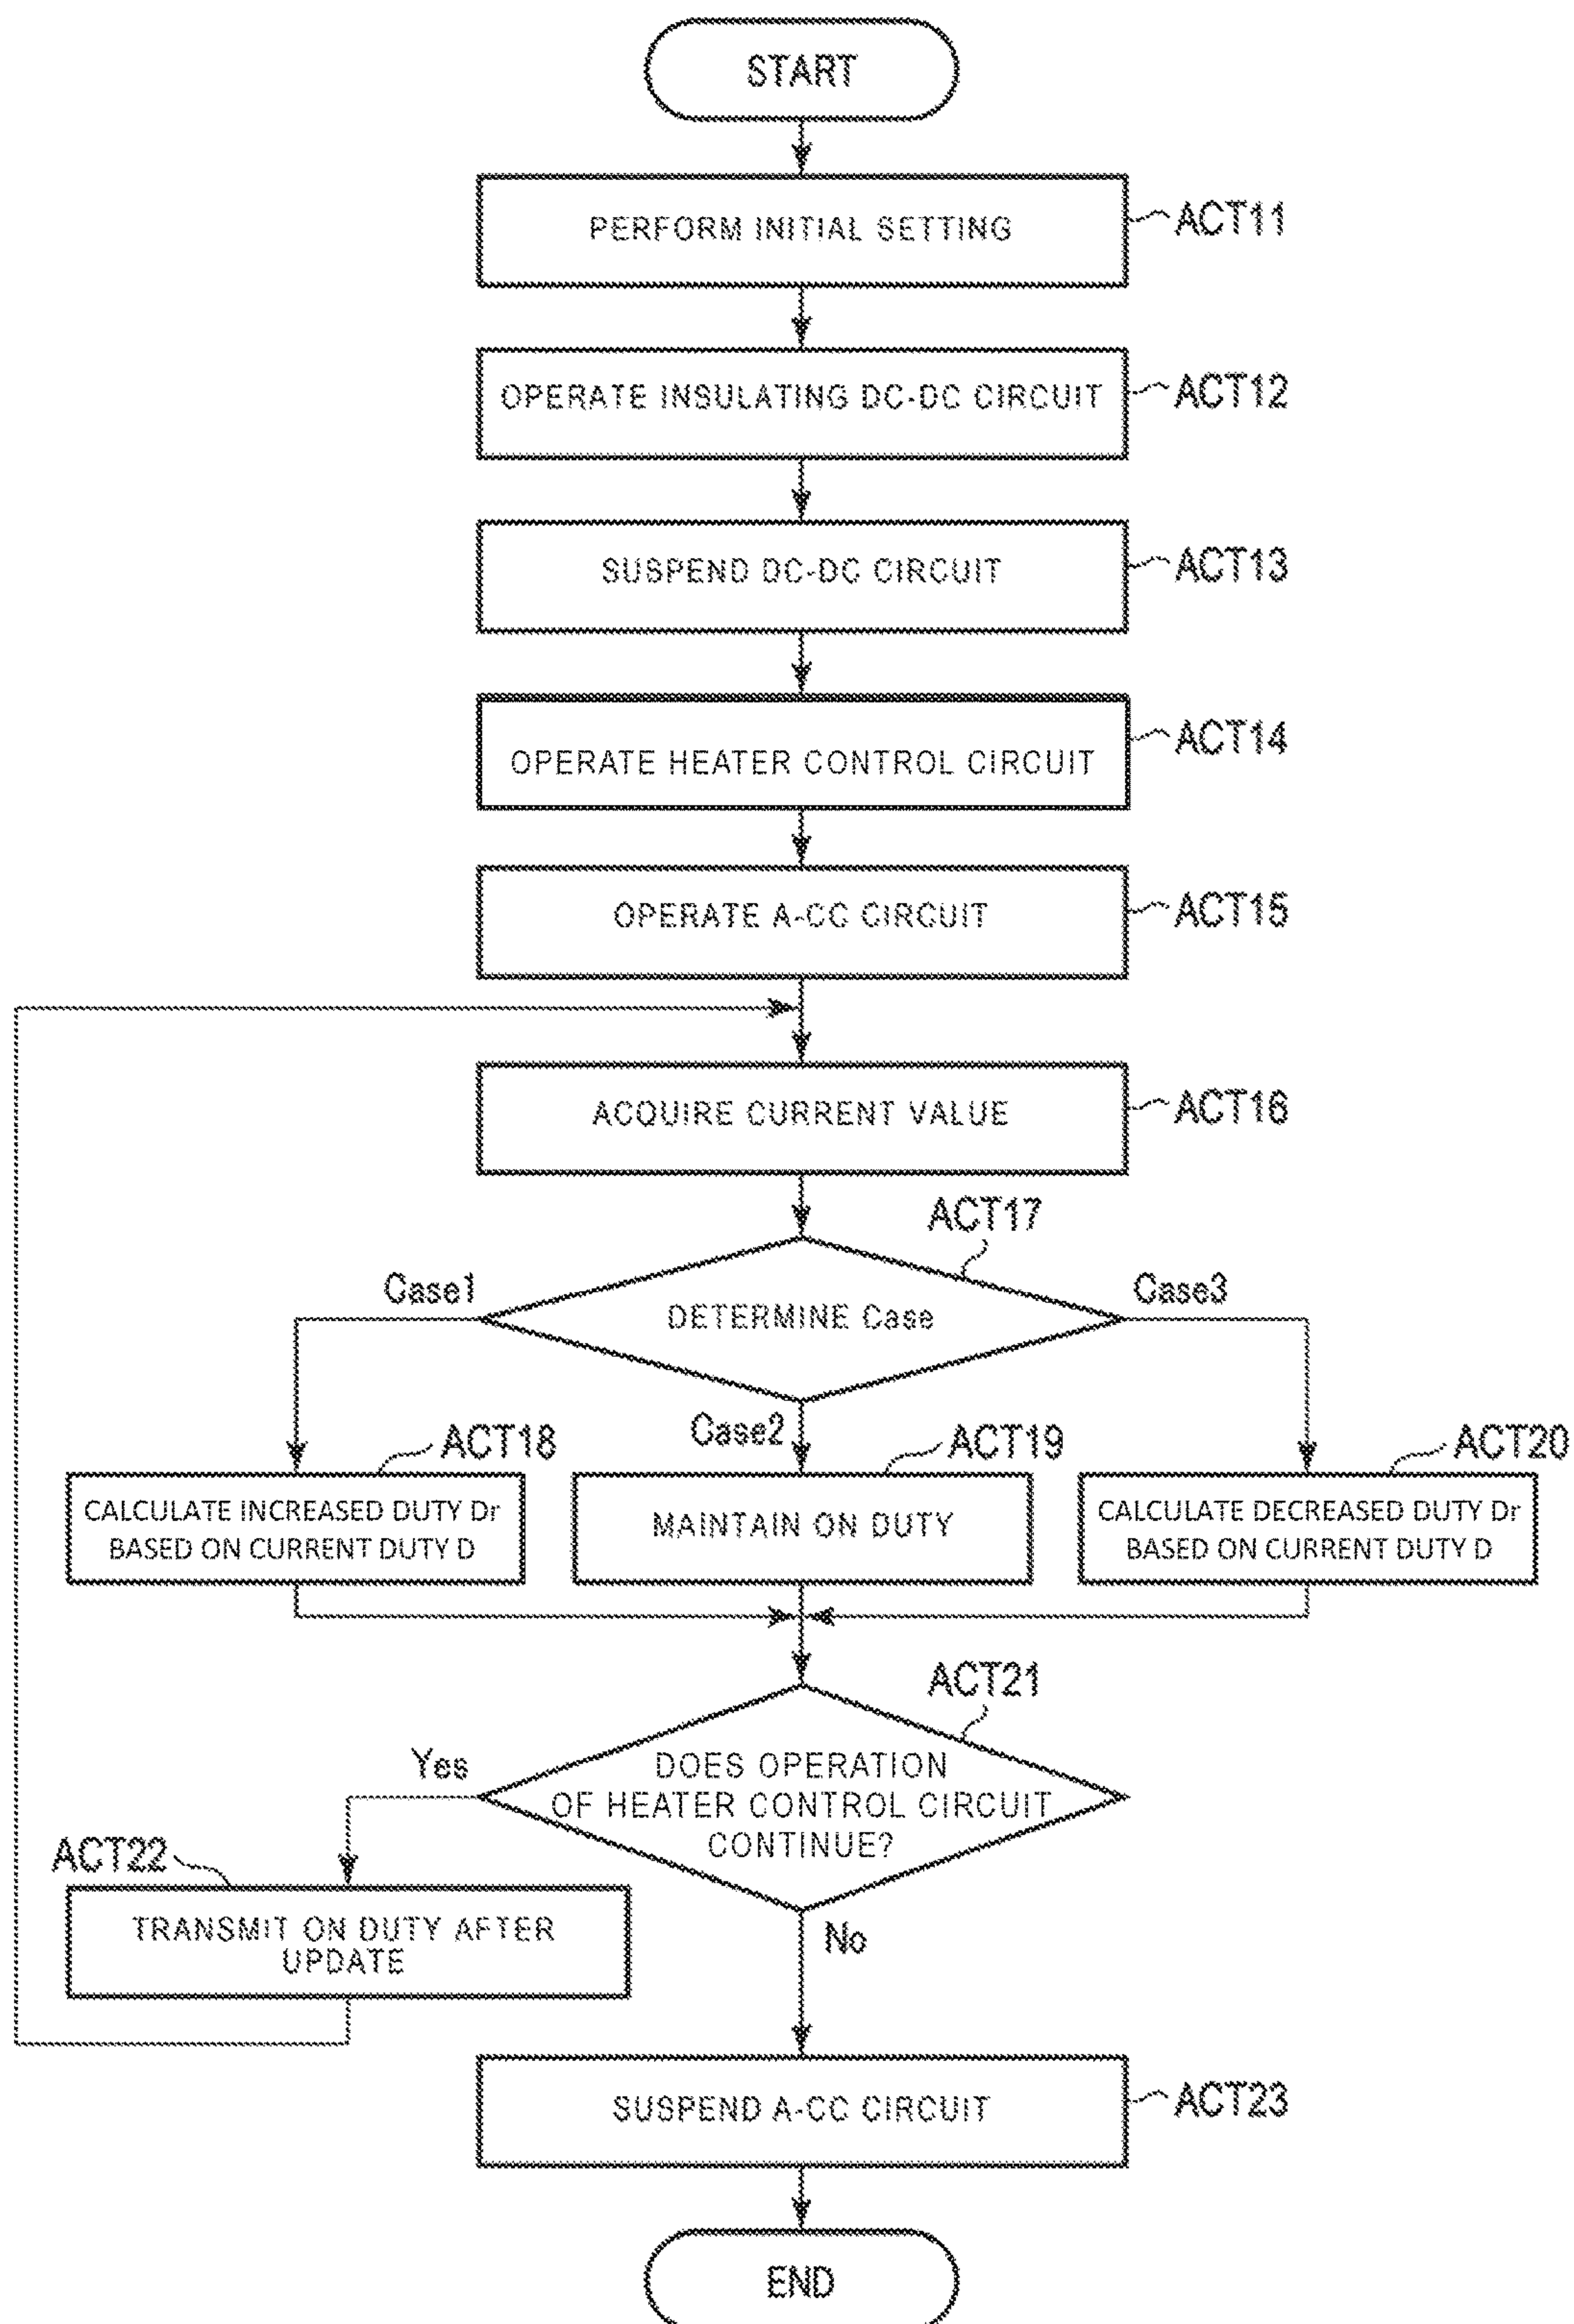 START
PERFORM INITIAL SETTING
ACT11
OPERATE INSULATING DC-DC CIRCUIT
ACT12
SUSPEND DC-DC CIRCUIT
ACT13
OPERATE HEATER CONTROL CIRCUIT
ACT14
OPERATE A-CC CIRCUIT
ACT15
ACQUIRE CURRENT VALUE
ACT16
ACT17
Case1
DETERMINE Case
Case3
Case2
ACT18
CALCULATE INCREASED DUTY Dr
BASED ON CURRENT DUTY D
ACT19
MAINTAIN ON DUTY
ACT20
CALCULATE DECREASED DUTY Dr
BASED ON CURRENT DUTY D
ACT21
Yes
DOES OPERATION
OF HEATER CONTROL CIRCUIT
CONTINUE?
ACT22
TRANSMIT ON DUTY AFTER
UPDATE
No
SUSPEND A-CC CIRCUIT
ACT23
END